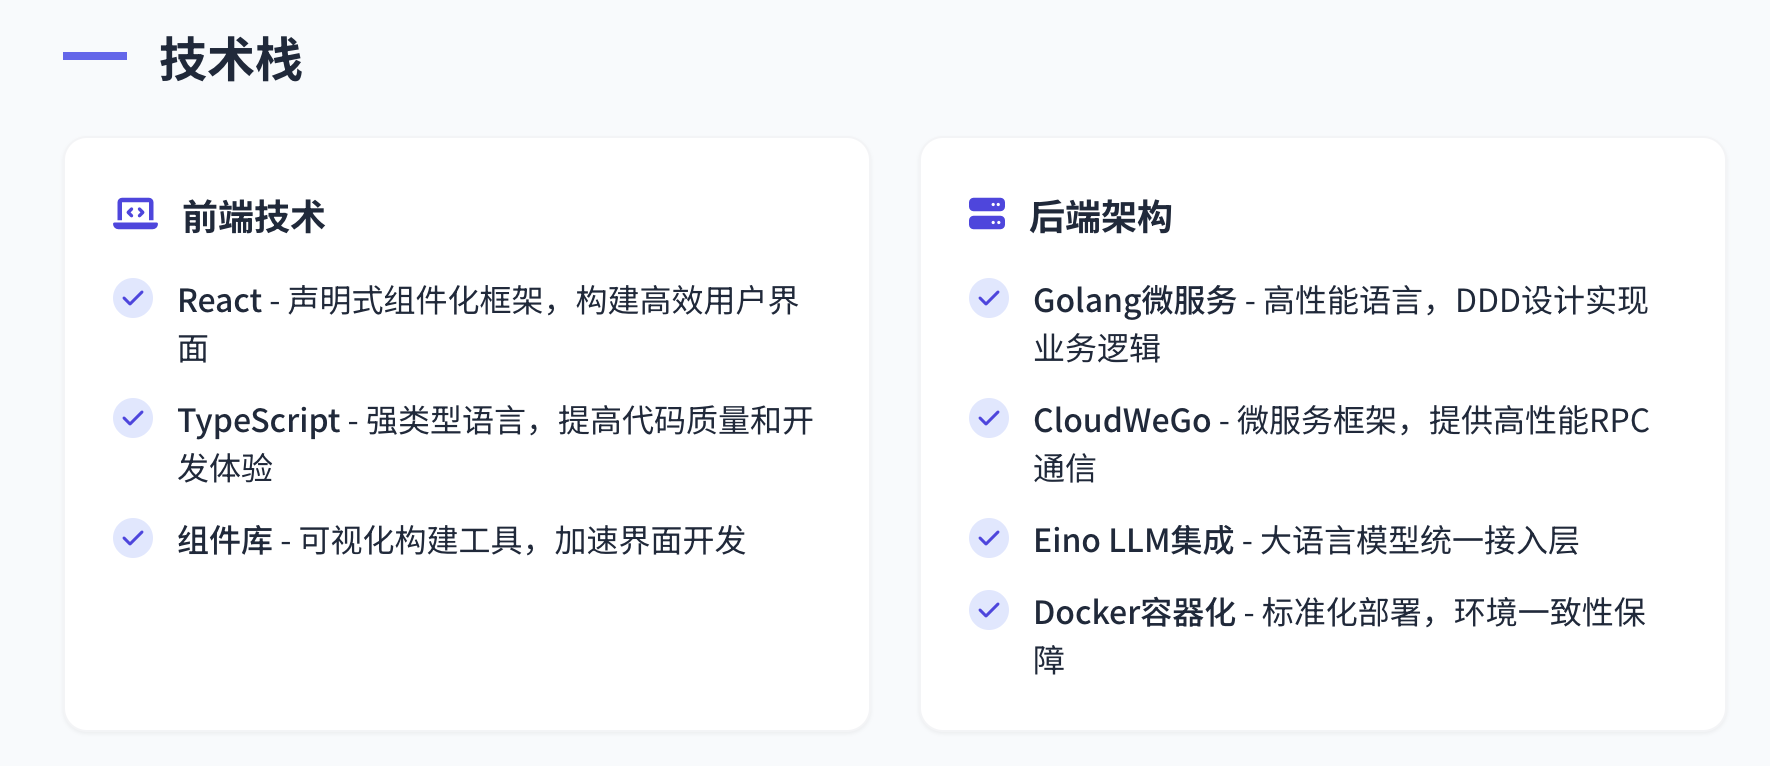 技术栈
前端技术
React - 声明式组件化框架，构建高效用户界
面
TypeScript - 强类型语言，提高代码质量和开
发体验
组件库 - 可视化构建工具，加速界面开发
后端架构
Golang微服务 - 高性能语言，DDD设计实现
业务逻辑
CloudWeGo - 微服务框架，提供高性能RPC
通信
Eino LLM集成 - 大语言模型统一接入层
Docker容器化 - 标准化部署，环境一致性保
障